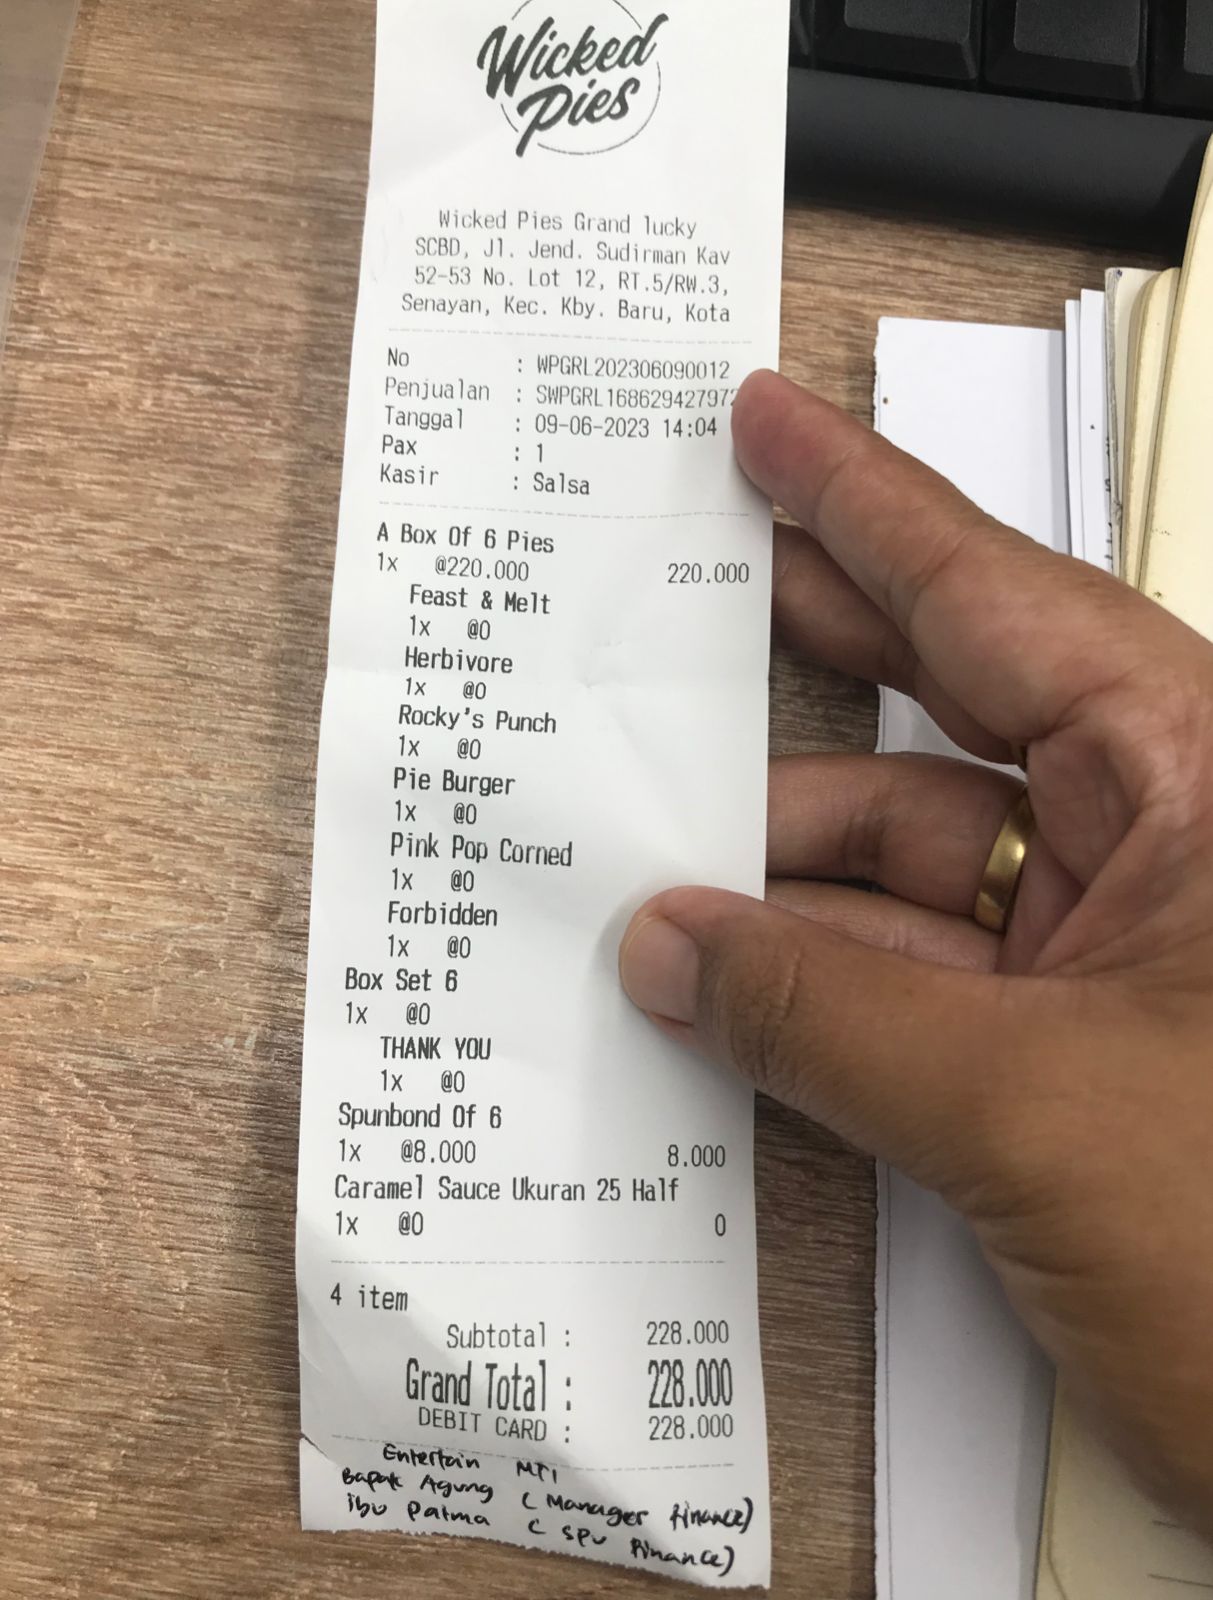 Wicked
Pies
Wicked Pies Grand lucky
SCBD, Jl. Jend. Sudirman Kav
52-53 No. Lot 12, RT.5/RW.3,
Senayan, Kec. Kby. Baru, Kota
No : WPGRL202306090012
Penjualan : SWPGRL168629427972
Tanggal : 09-06-2023 14:04
Pax : 1
Kasir : Salsa
A Box Of 6 Pies
1x @220.000 220.000
Feast & Melt
1x @0
Herbivore
1x @0
Rocky's Punch
1x @0
Pie Burger
1x @0
Pink Pop Corned
1x @0
Forbidden
1x @0
Box Set 6
1x @0
THANK YOU
1x @0
Spunbond Of 6
1x @8.000 8.000
Caramel Sauce Ukuran 25 Half
1x @0 0
4 item
Subtotal : 228.000
Grand Total : 228.000
DEBIT CARD : 228.000
Entertain MTI
Bapak Agung ( Manager Finance)
Ibu Palma ( SPV Finance)